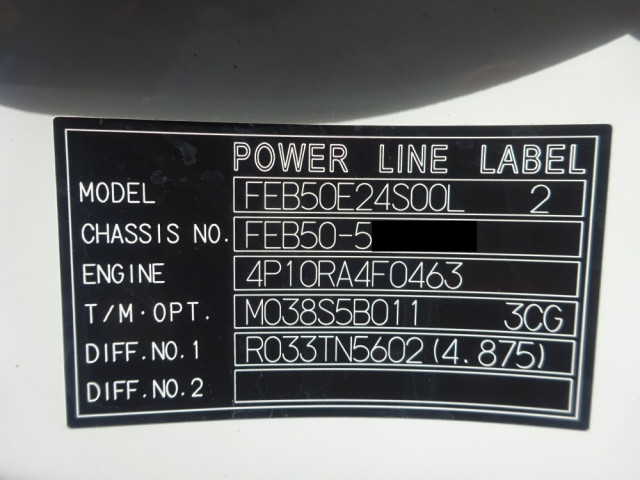 POWER LINE LABEL
MODEL FEB50E24S00L 2
CHASSIS NO. FEB50-5
ENGINE 4P10RA4F0463
T/M·OPT. M038S5B011 3CG
DIFF.NO.1 R033TN5602(4.875)
DIFF.NO.2